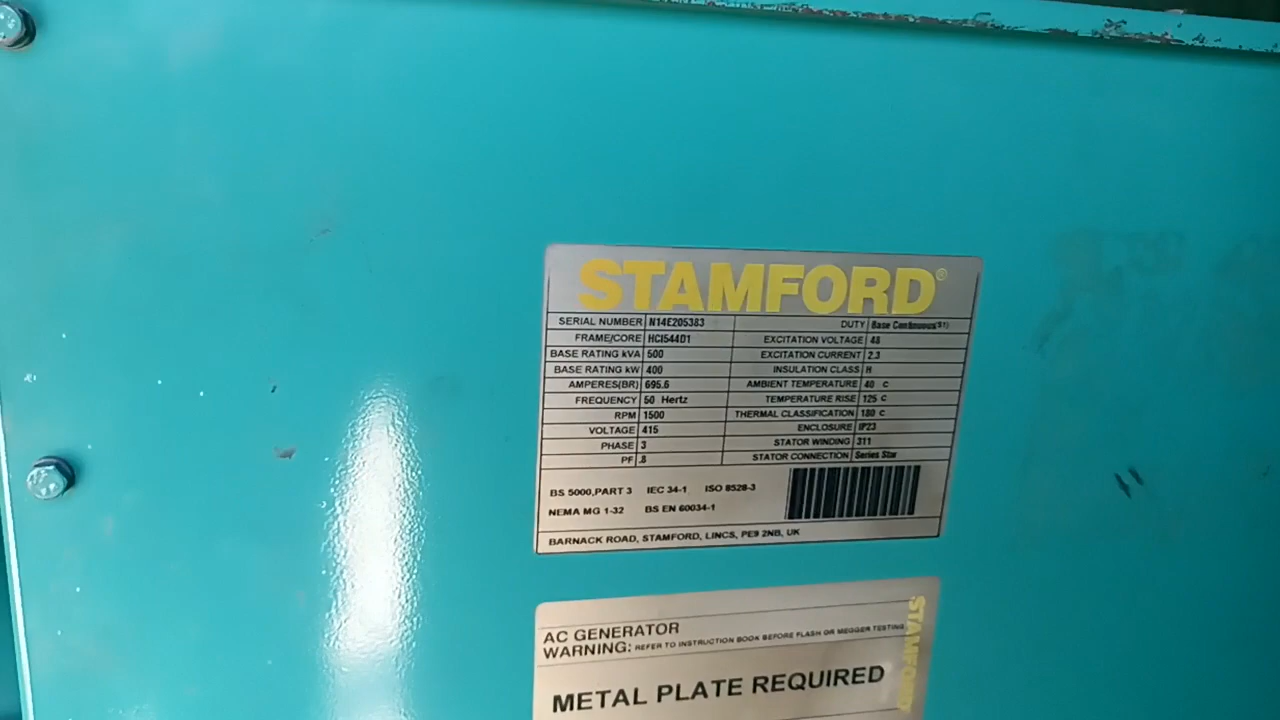 STAMFORD®
SERIAL NUMBER N14E205383 DUTY Base Continuous(S1)
FRAME/CORE HCI544D1 EXCITATION VOLTAGE 48
BASE RATING kVA 500 EXCITATION CURRENT 2.3
BASE RATING kW 400 INSULATION CLASS H
AMPERES(BR) 695.6 AMBIENT TEMPERATURE 40 C
FREQUENCY 50 Hertz TEMPERATURE RISE 125 C
RPM 1500 THERMAL CLASSIFICATION 180 C
VOLTAGE 415 ENCLOSURE IP23
PHASE 3 STATOR WINDING 311
PF .8 STATOR CONNECTION Series Star
BS 5000,PART 3 IEC 34-1 ISO 8528-3
NEMA MG 1-32 BS EN 60034-1
BARNACK ROAD, STAMFORD, LINCS, PE9 2NB, UK
AC GENERATOR
WARNING: REFER TO INSTRUCTION BOOK BEFORE FLASH OR MEGGER TESTING
METAL PLATE REQUIRED
STAMFORD